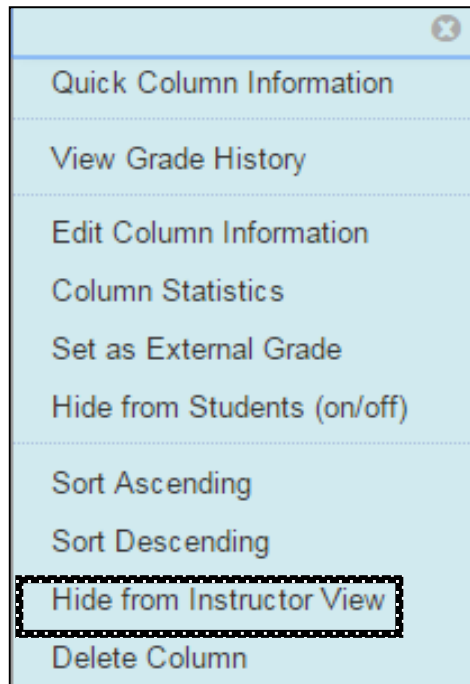 Quick Column Information
View Grade History
Edit Column Information
Column Statistics
Set as External Grade
Hide from Students (on/off)
Sort Ascending
Sort Descending
Hide from Instructor View
Delete Column